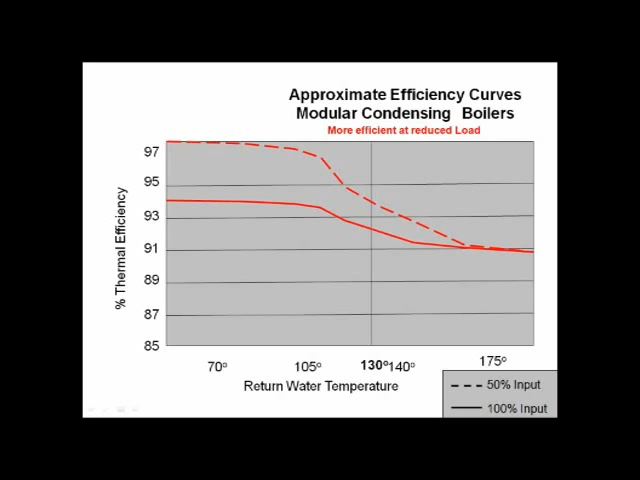 Approximate Efficiency Curves
Modular Condensing Boilers
More efficient at reduced Load
97
95
93
91
89
87
85
% Thermal Efficiency
70° 105° 130° 140° 175°
Return Water Temperature
50% Input
100% Input